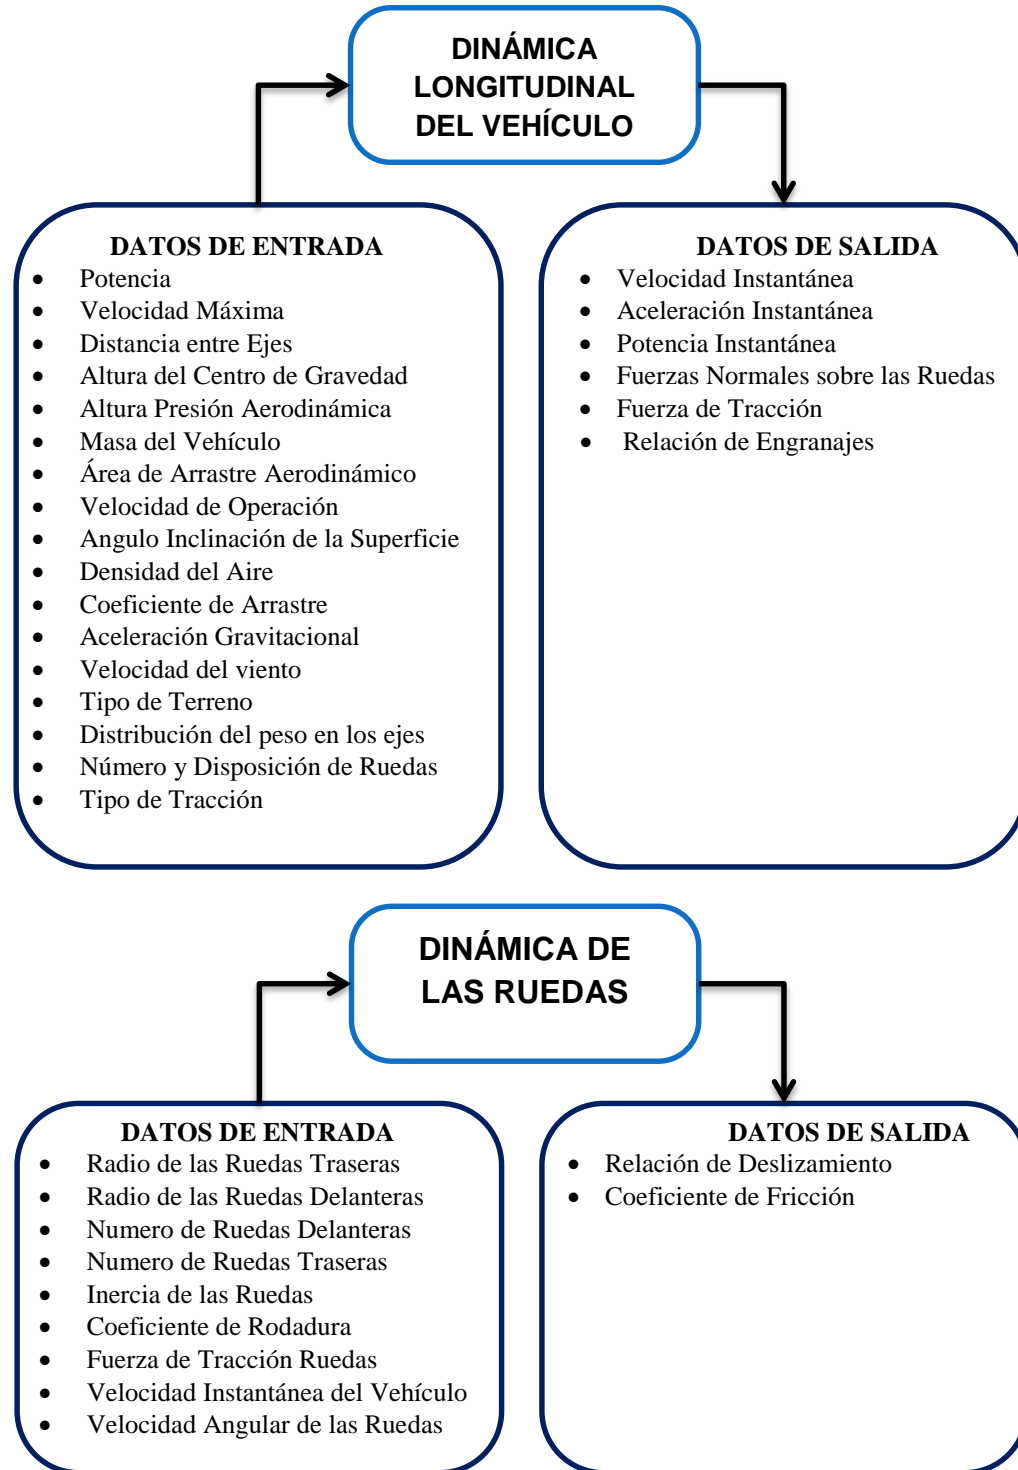 DINÁMICA
LONGITUDINAL
DEL VEHÍCULO
DATOS DE ENTRADA
• Potencia
• Velocidad Máxima
• Distancia entre Ejes
• Altura del Centro de Gravedad
• Altura Presión Aerodinámica
• Masa del Vehículo
• Área de Arrastre Aerodinámico
• Velocidad de Operación
• Angulo Inclinación de la Superficie
• Densidad del Aire
• Coeficiente de Arrastre
• Aceleración Gravitacional
• Velocidad del viento
• Tipo de Terreno
• Distribución del peso en los ejes
• Número y Disposición de Ruedas
• Tipo de Tracción
DATOS DE SALIDA
• Velocidad Instantánea
• Aceleración Instantánea
• Potencia Instantánea
• Fuerzas Normales sobre las Ruedas
• Fuerza de Tracción
• Relación de Engranajes
DINÁMICA DE
LAS RUEDAS
DATOS DE ENTRADA
• Radio de las Ruedas Traseras
• Radio de las Ruedas Delanteras
• Numero de Ruedas Delanteras
• Numero de Ruedas Traseras
• Inercia de las Ruedas
• Coeficiente de Rodadura
• Fuerza de Tracción Ruedas
• Velocidad Instantánea del Vehículo
• Velocidad Angular de las Ruedas
DATOS DE SALIDA
• Relación de Deslizamiento
• Coeficiente de Fricción